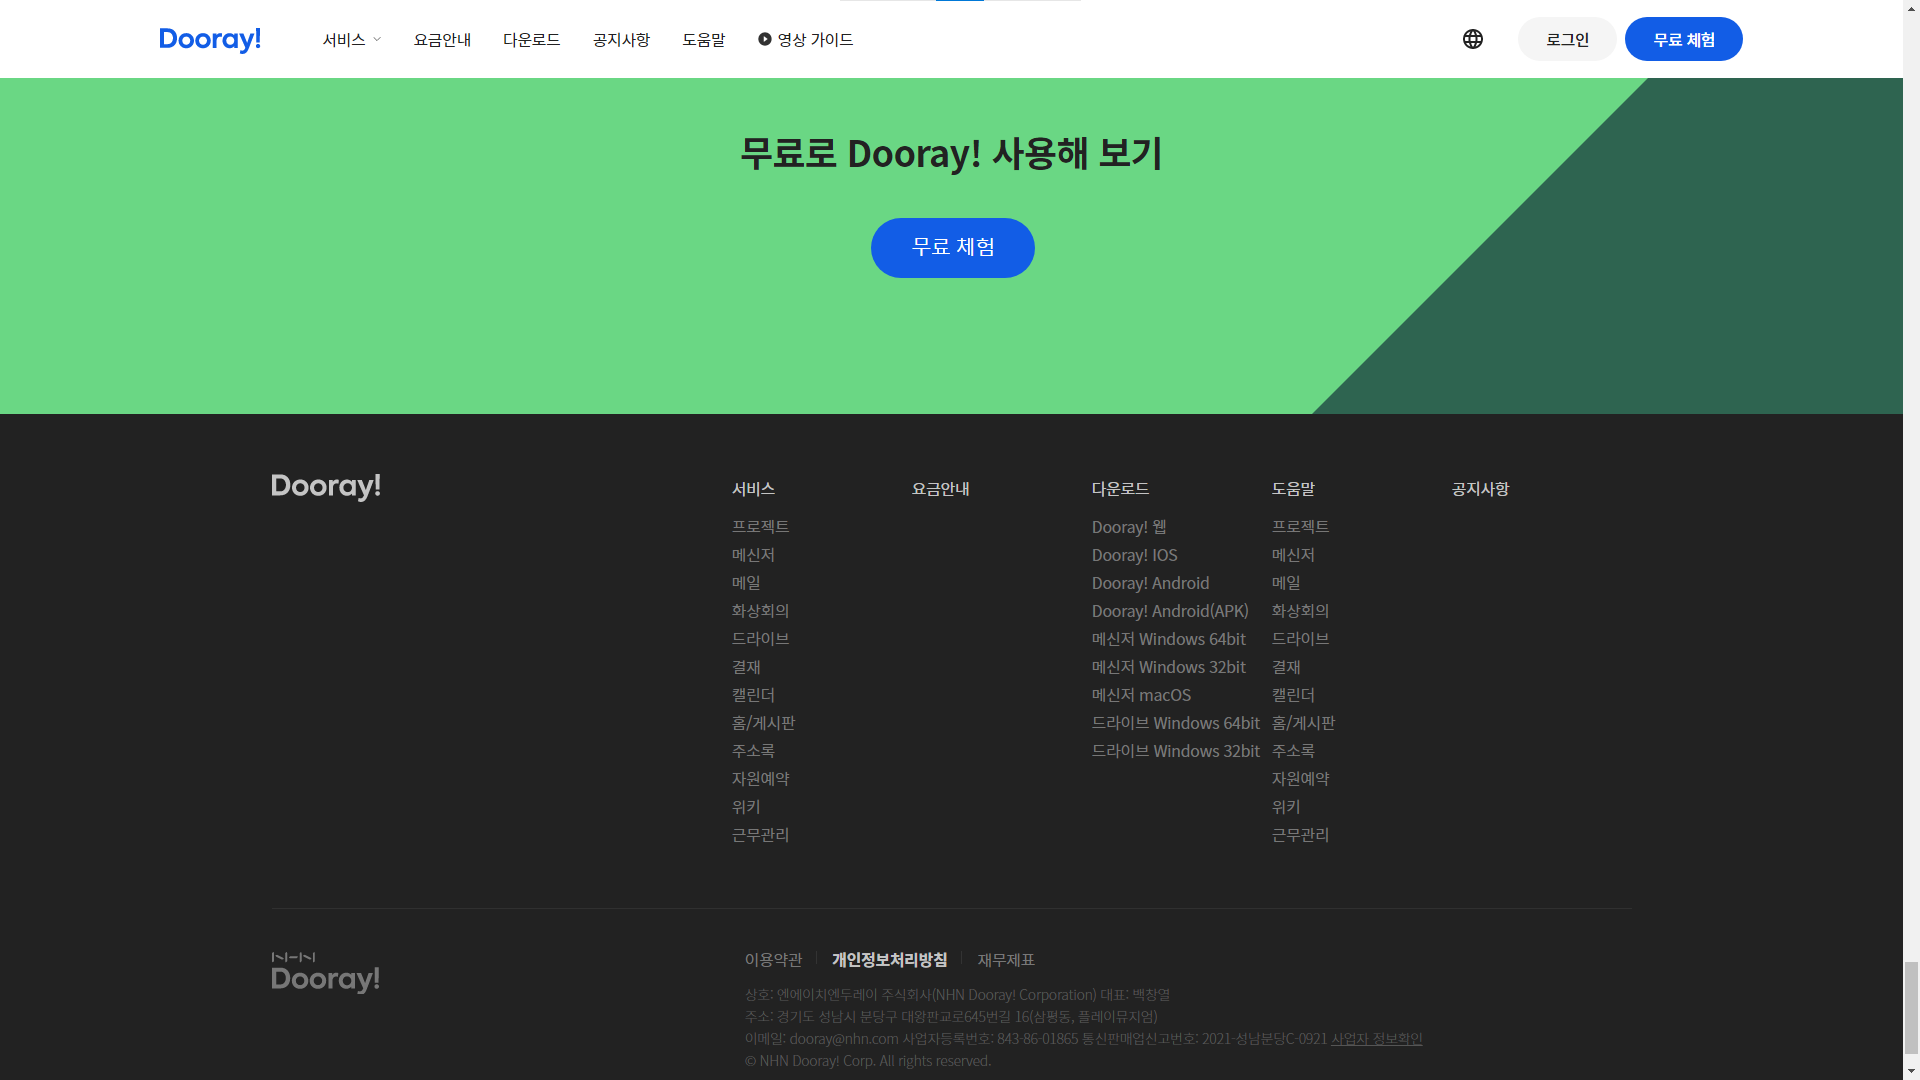 Dooray! 서비스 요금안내 다운로드 공지사항 도움말 영상 가이드 로그인 무료 체험
무료로 Dooray! 사용해 보기
무료 체험
Dooray!
서비스
프로젝트
메신저
메일
화상회의
드라이브
결재
캘린더
홈/게시판
주소록
자원예약
위키
근무관리
요금안내
다운로드
Dooray! 웹
Dooray! IOS
Dooray! Android
Dooray! Android(APK)
메신저 Windows 64bit
메신저 Windows 32bit
메신저 macOS
드라이브 Windows 64bit
드라이브 Windows 32bit
도움말
프로젝트
메신저
메일
화상회의
드라이브
결재
캘린더
홈/게시판
주소록
자원예약
위키
근무관리
공지사항
NHN
Dooray!
이용약관 개인정보처리방침 재무제표
상호: 엔에이치엔두레이 주식회사(NHN Dooray! Corporation) 대표: 백창열
주소: 경기도 성남시 분당구 대왕판교로645번길 16(삼평동, 플레이뮤지엄)
이메일: dooray@nhn.com 사업자등록번호: 843-86-01865 통신판매업신고번호: 2021-성남분당C-0921 사업자 정보확인
© NHN Dooray! Corp. All rights reserved.